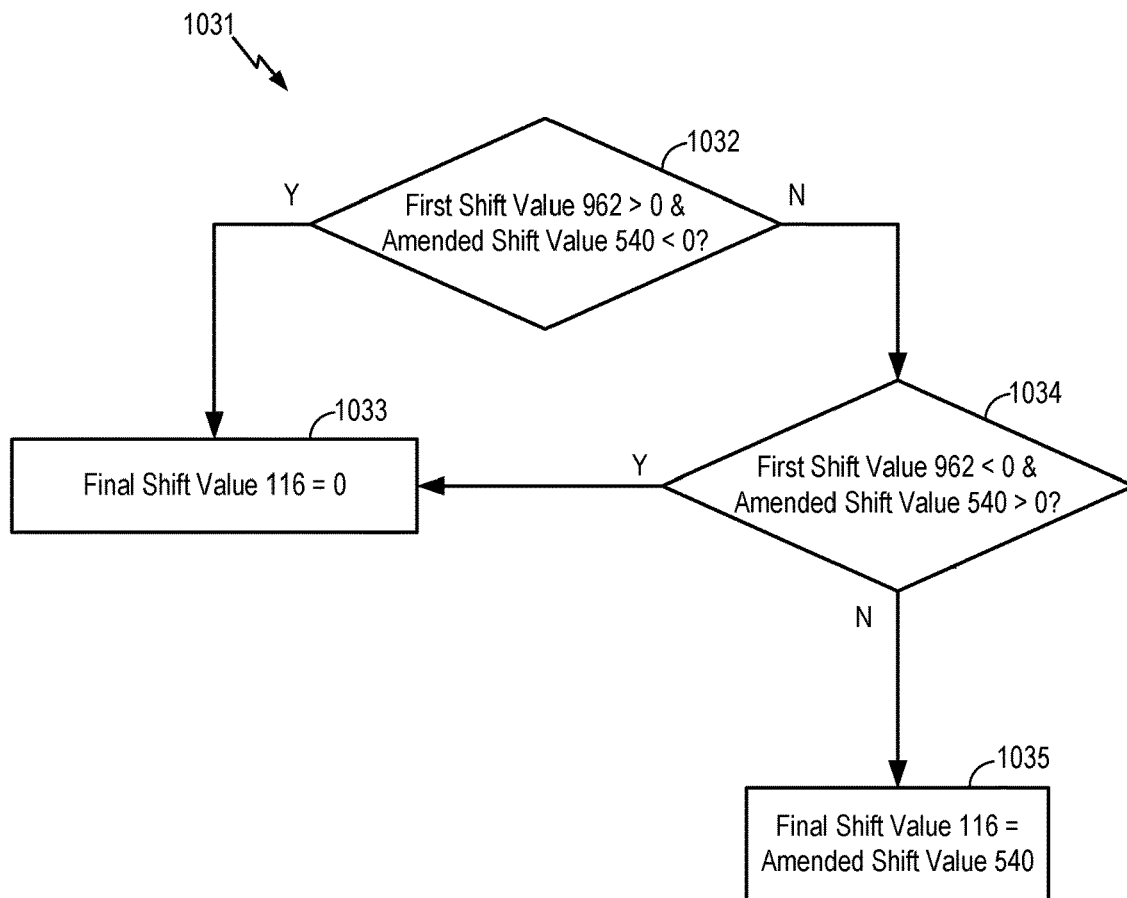 1031
1032
Y
N
First Shift Value 962 > 0 &
Amended Shift Value 540 < 0?
1033
1034
Final Shift Value 116 = 0
Y
First Shift Value 962 < 0 &
Amended Shift Value 540 > 0?
N
1035
Final Shift Value 116 =
Amended Shift Value 540